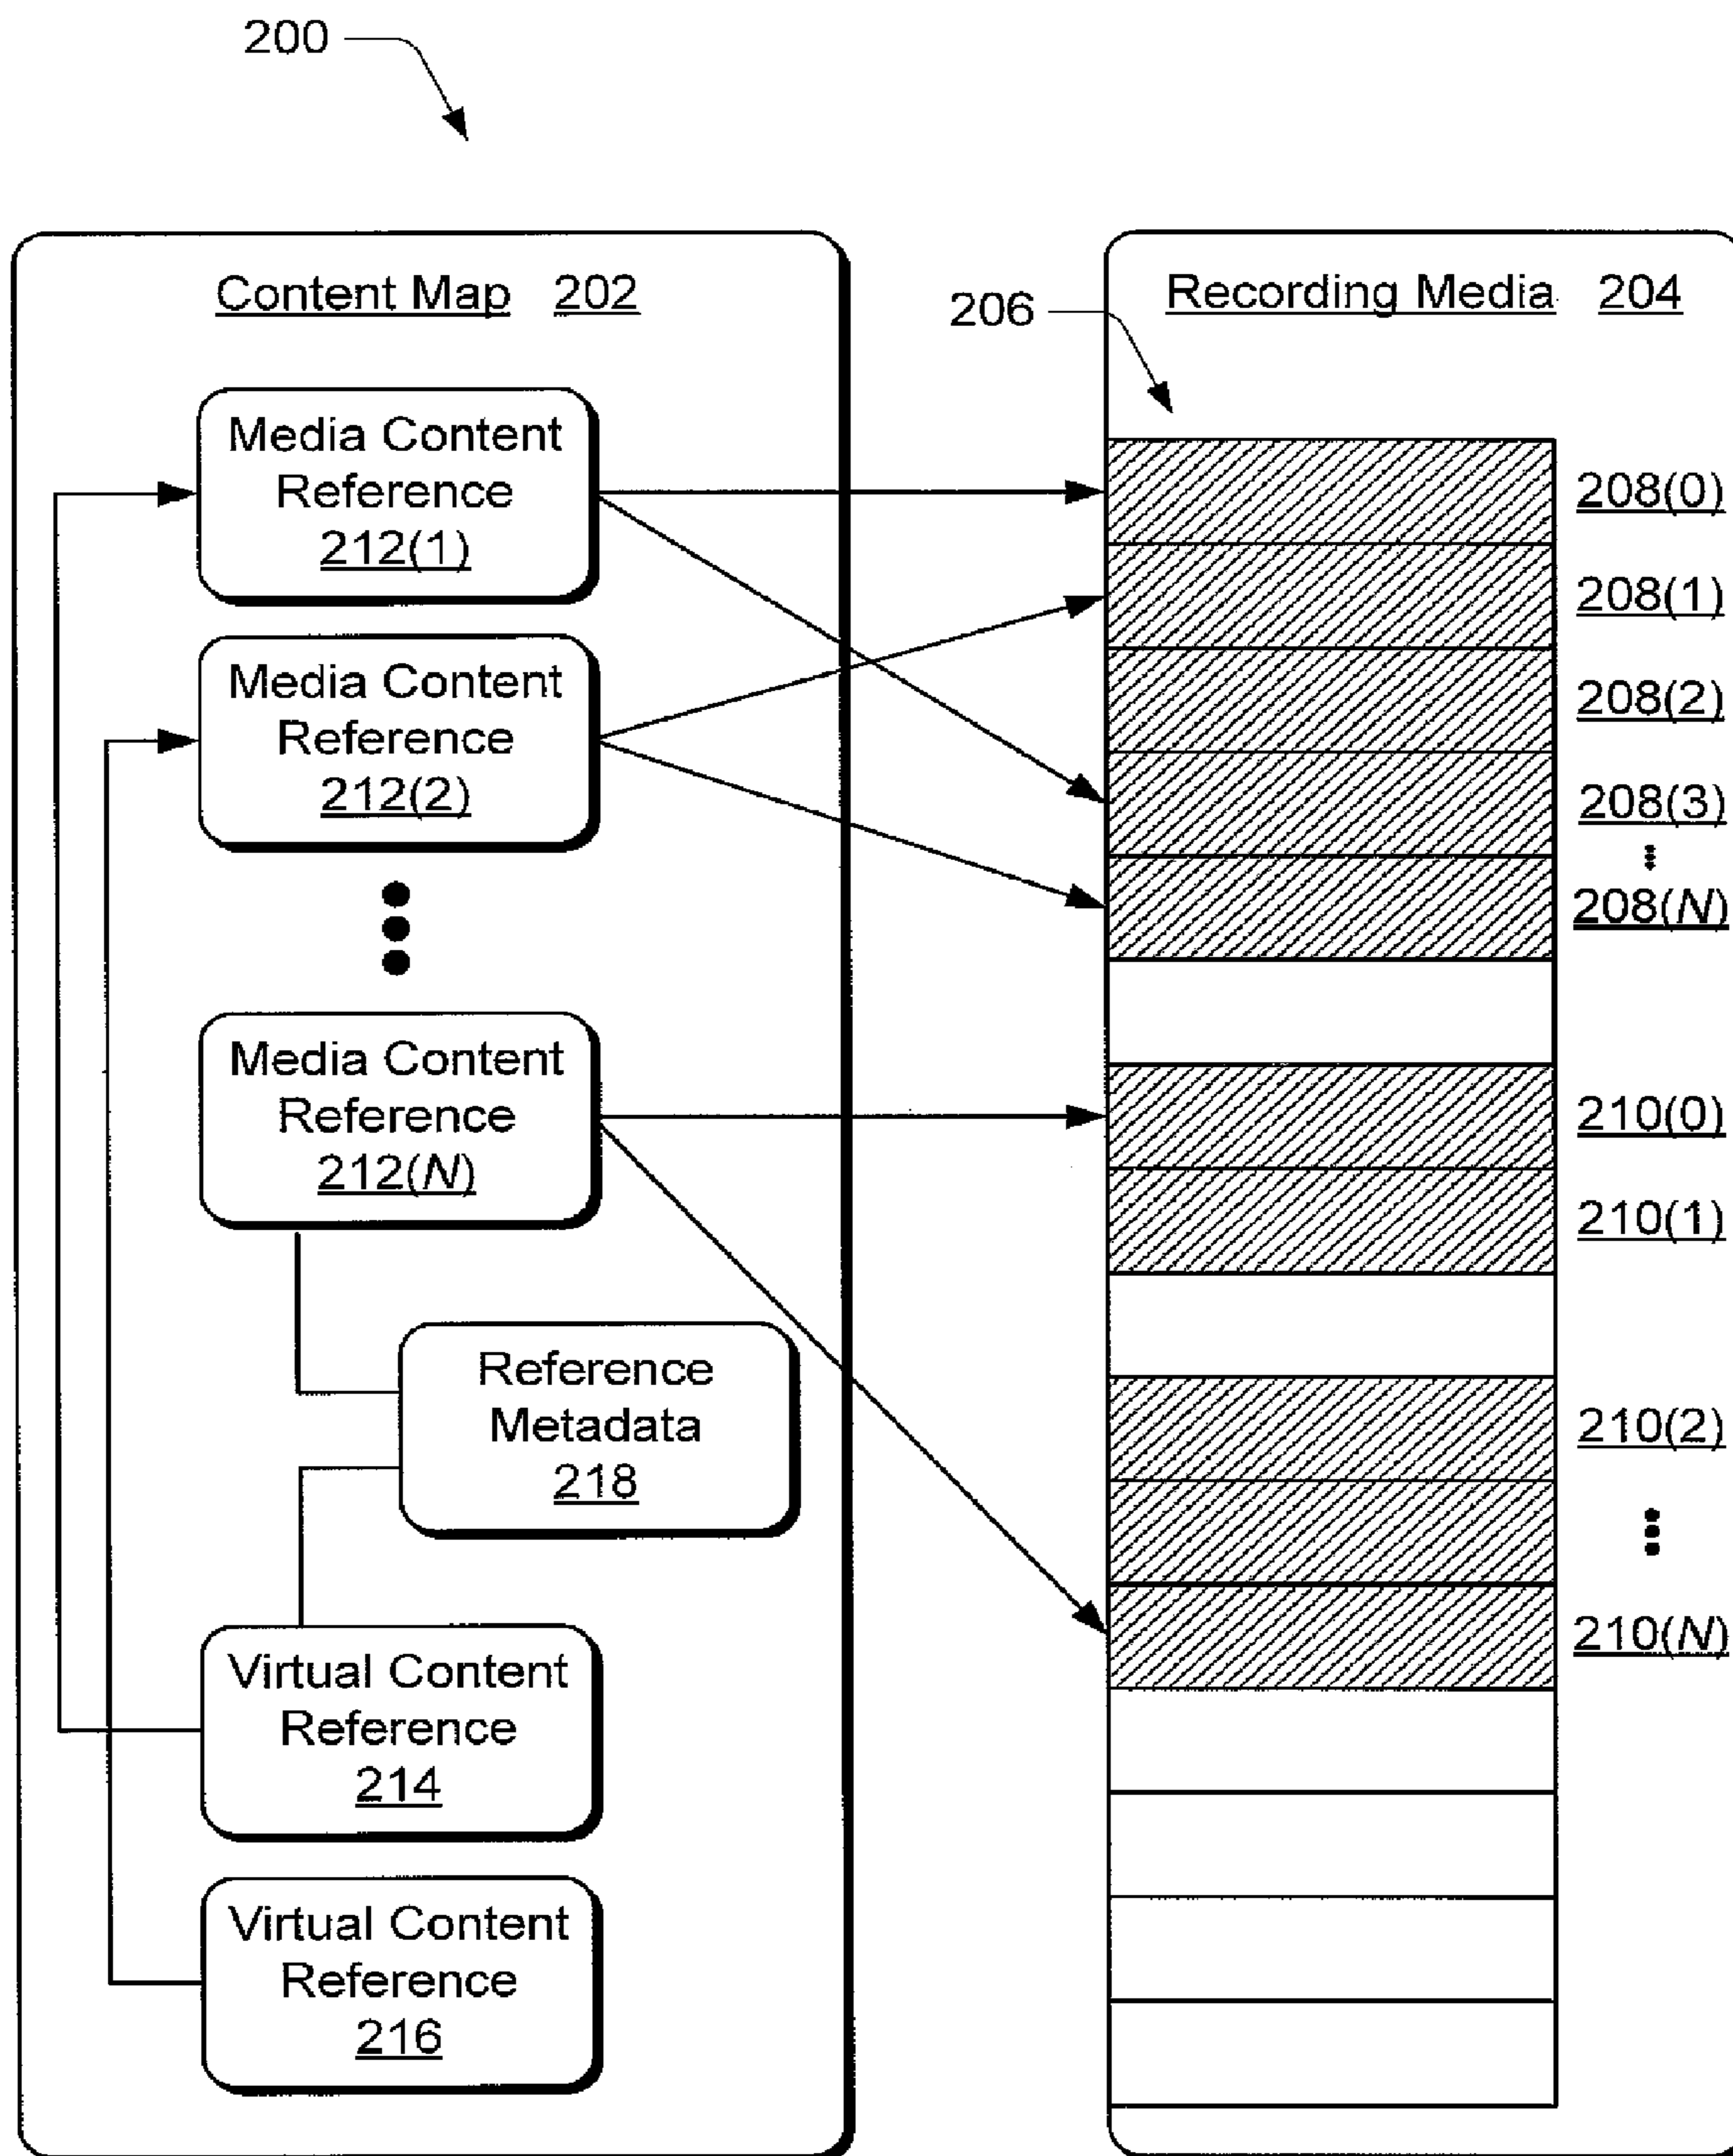 200
Content Map 202
Media Content
Reference
212(1)
Media Content
Reference
212(2)
Media Content
Reference
212(N)
Reference
Metadata
218
Virtual Content
Reference
214
Virtual Content
Reference
216
206
Recording Media 204
208(0)
208(1)
208(2)
208(3)
208(N)
210(0)
210(1)
210(2)
210(N)